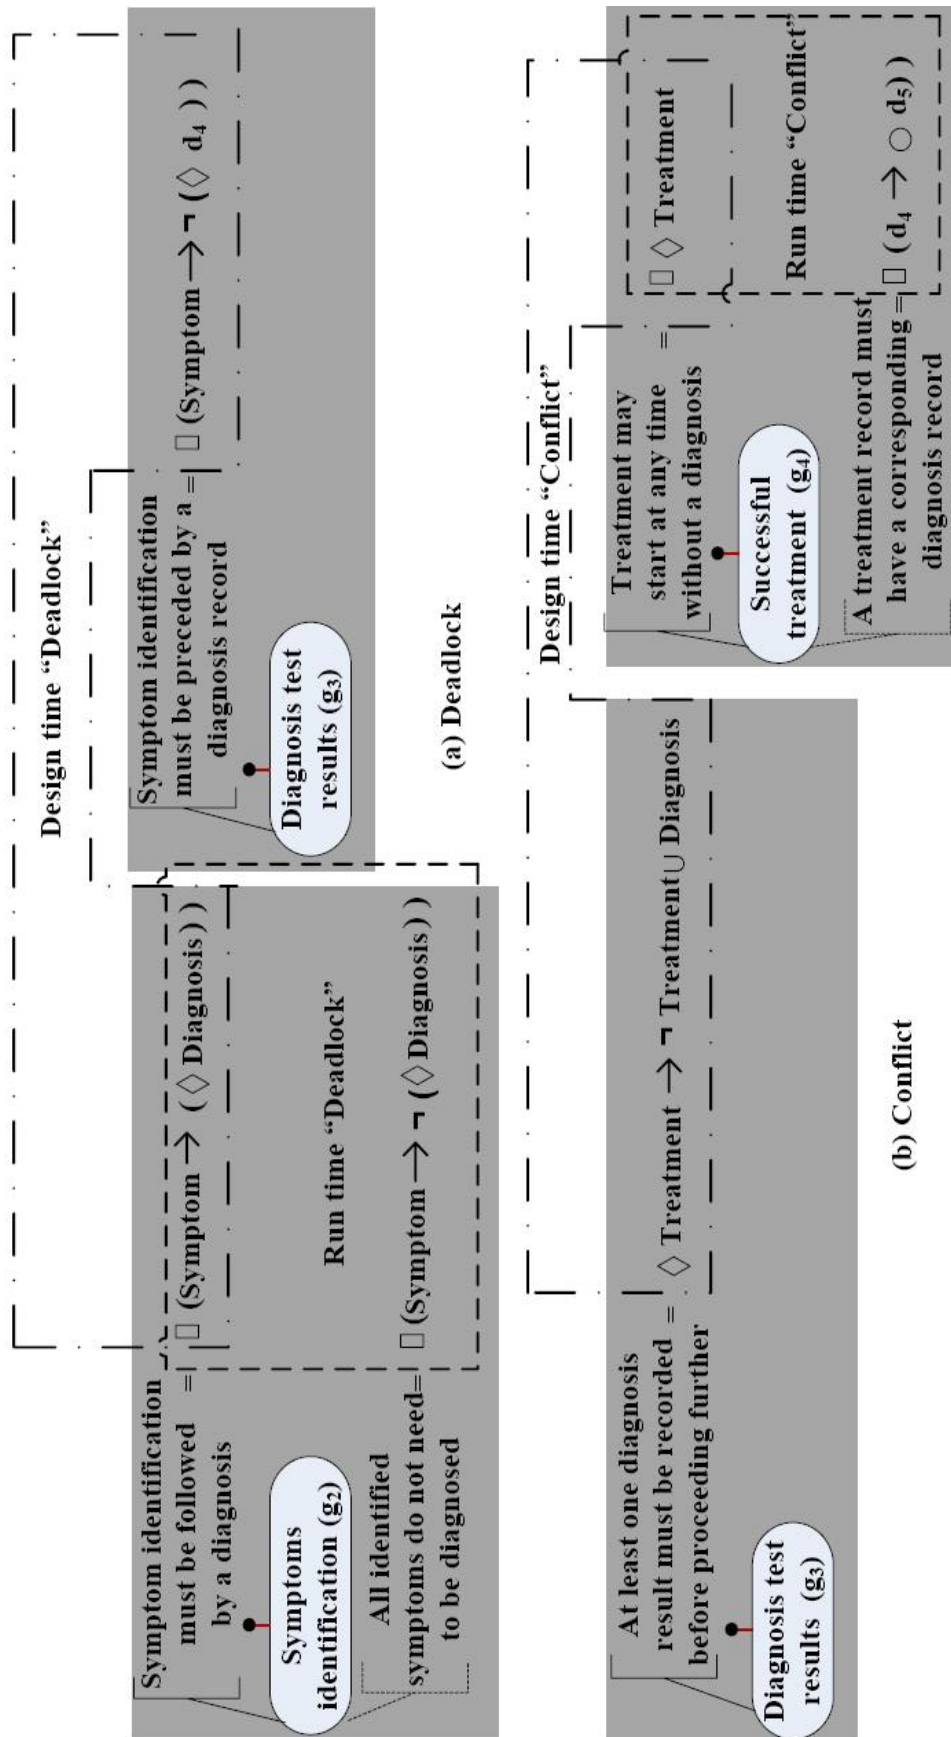 Design time “Deadlock”
Symptom identification
must be followed
by a diagnosis
=
▯ (Symptom → (◇ Diagnosis))
Symptoms
identification (g₂)
Run time “Deadlock”
All identified
symptoms do not need
to be diagnosed
=
▯ (Symptom → ¬ (◇ Diagnosis))
Symptom identification
must be preceded by a
diagnosis record
=
▯ (Symptom → ¬ (◇ d₄ ))
Diagnosis test
results (g₃)
(a) Deadlock
Design time “Conflict”
At least one diagnosis
result must be recorded
before proceeding further
=
◇ Treatment → ¬ Treatment ∪ Diagnosis
Diagnosis test
results (g₃)
Treatment may
start at any time
without a diagnosis
=
▯ ◇ Treatment
Successful
treatment (g₄)
Run time “Conflict”
A treatment record must
have a corresponding
diagnosis record
=
▯ (d₄ → ○ d₅))
(b) Conflict